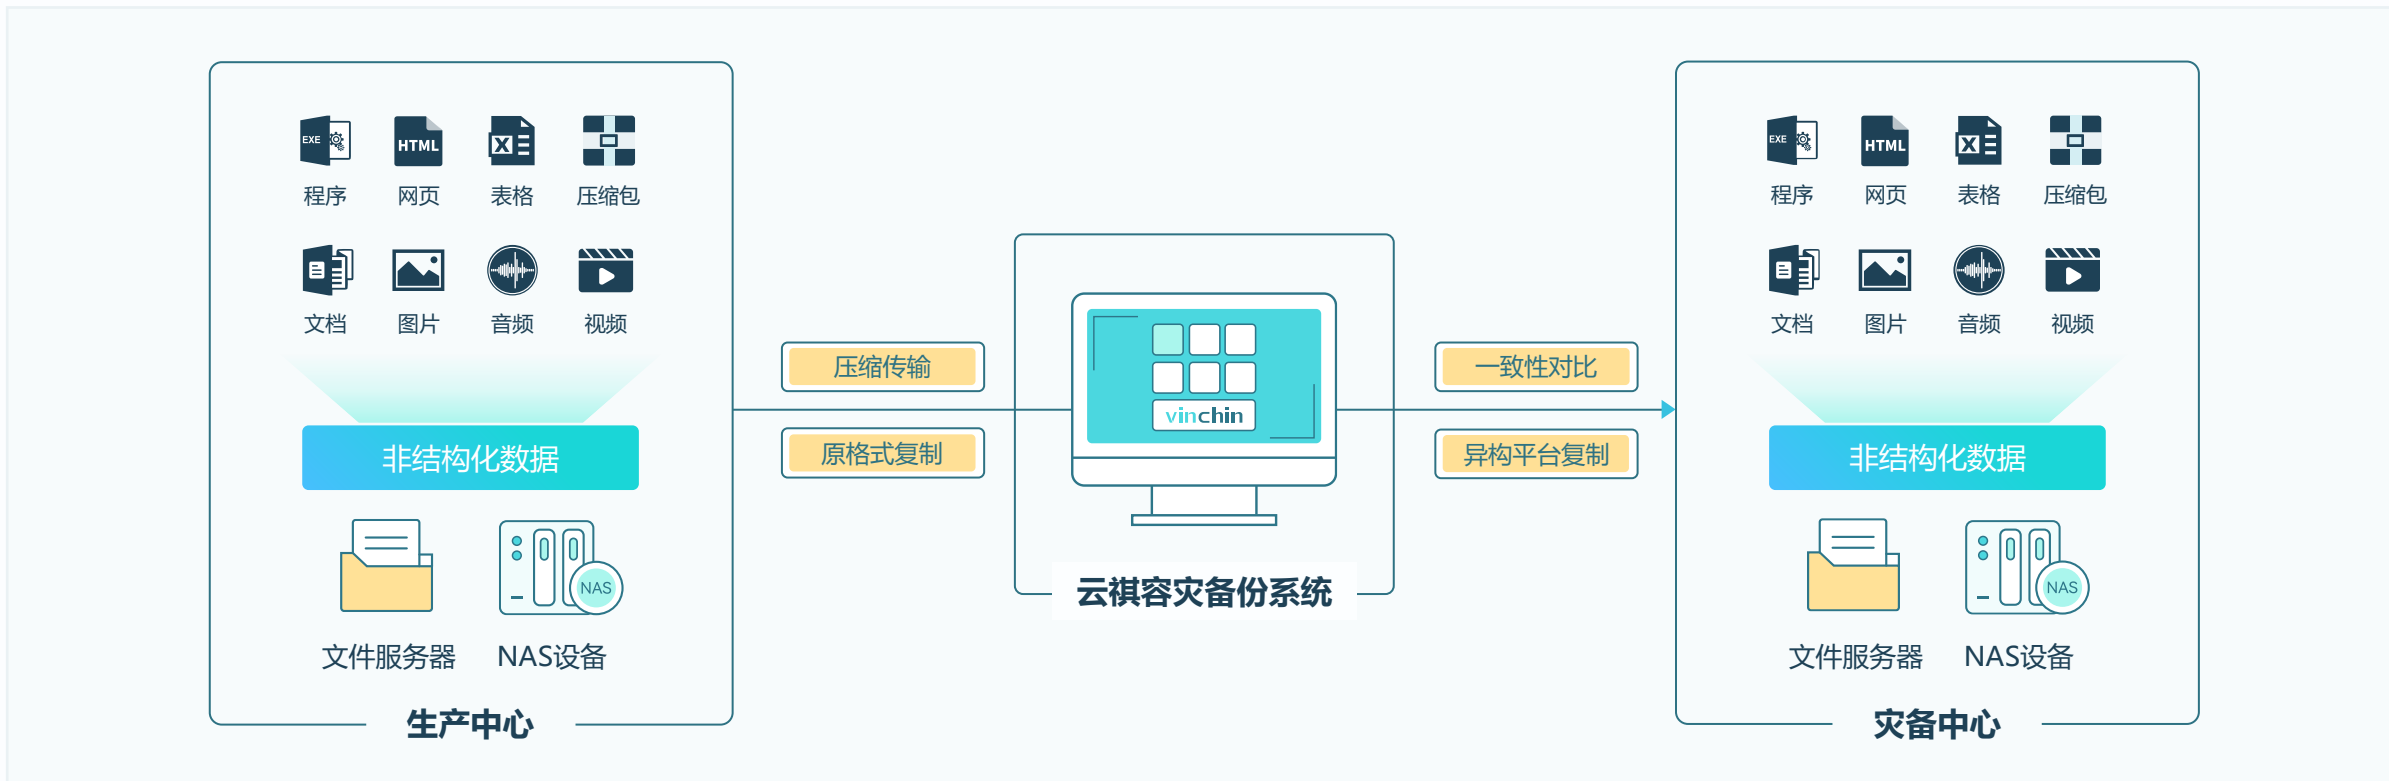 EXE
HTML
X
程序
网页
表格
压缩包
文档
图片
音频
视频
非结构化数据
NAS
文件服务器
NAS设备
生产中心
压缩传输
原格式复制
vinchin
云祺容灾备份系统
一致性对比
异构平台复制
EXE
HTML
X
程序
网页
表格
压缩包
文档
图片
音频
视频
非结构化数据
NAS
文件服务器
NAS设备
灾备中心